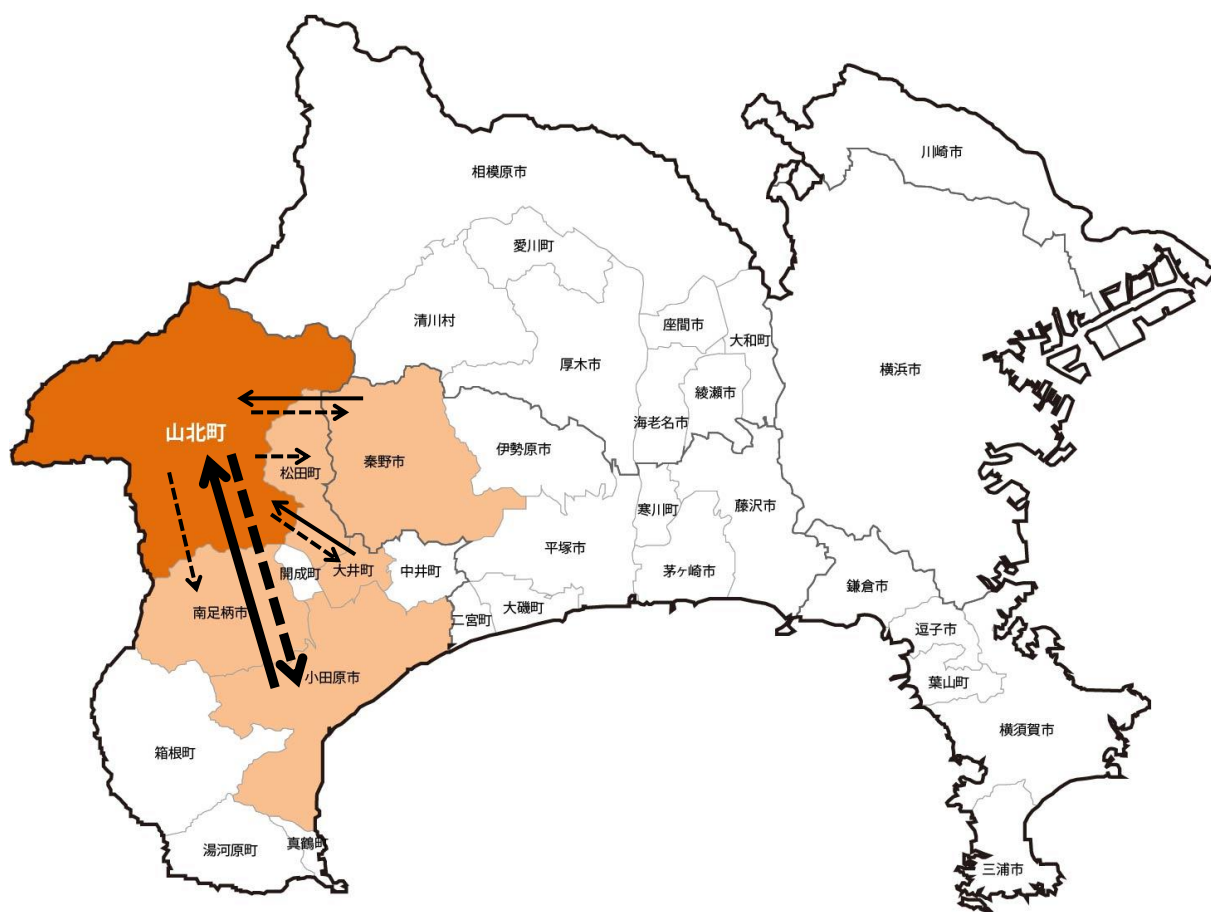 川崎市
相模原市
愛川町
清川村
座間市
大和町
厚木市
横浜市
綾瀬市
海老名市
山北町
伊勢原市
秦野市
松田町
寒川町
藤沢市
平塚市
開成町
大井町
中井町
茅ヶ崎市
鎌倉市
南足柄市
大磯町
二宮町
逗子市
小田原市
葉山町
箱根町
横須賀市
真鶴町
湯河原町
三浦市